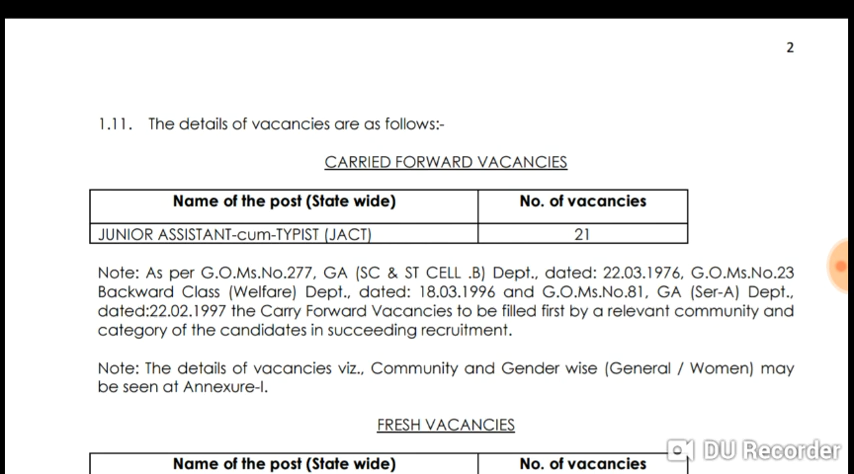 2
1.11. The details of vacancies are as follows:-
CARRIED FORWARD VACANCIES
Name of the post (State wide) No. of vacancies
JUNIOR ASSISTANT-cum-TYPIST (JACT) 21
Note: As per G.O.Ms.No.277, GA (SC & ST CELL .B) Dept., dated: 22.03.1976, G.O.Ms.No.23
Backward Class (Welfare) Dept., dated: 18.03.1996 and G.O.Ms.No.81, GA (Ser-A) Dept.,
dated:22.02.1997 the Carry Forward Vacancies to be filled first by a relevant community and
category of the candidates in succeeding recruitment.
Note: The details of vacancies viz., Community and Gender wise (General / Women) may
be seen at Annexure-I.
FRESH VACANCIES
Name of the post (State wide) No. of vacancies
DU Recorder